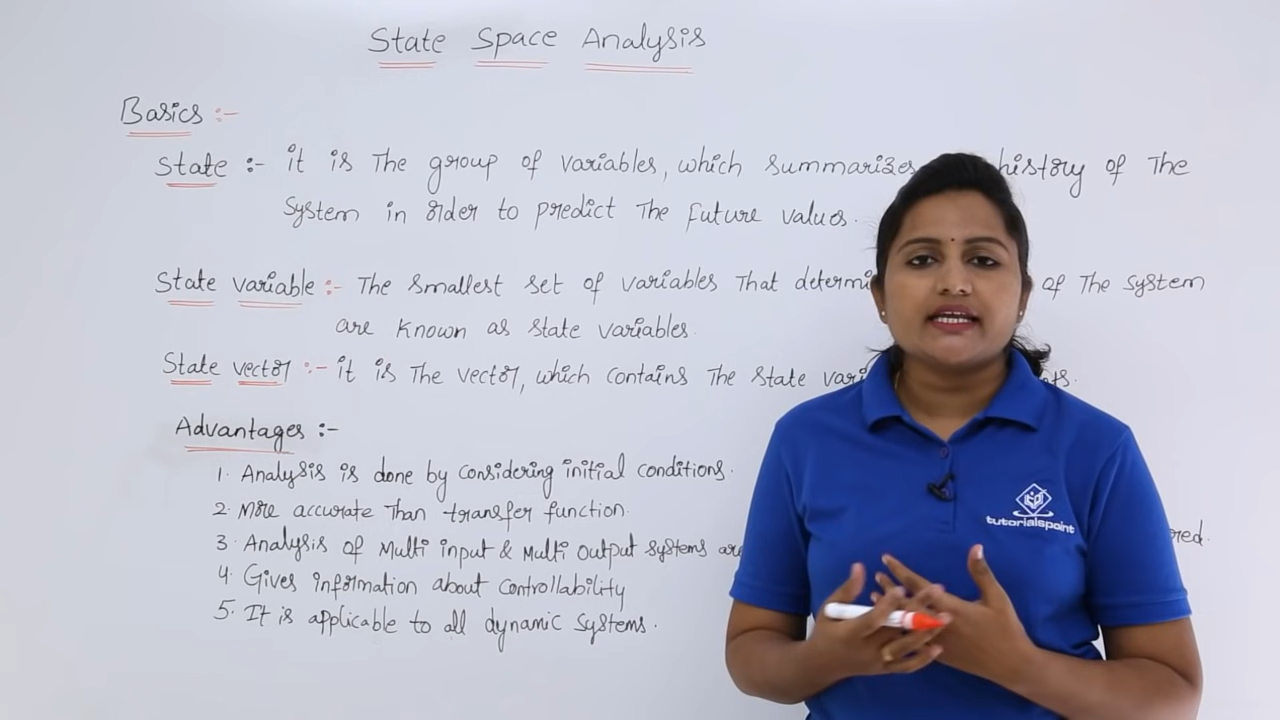 State Space Analysis
Basics :-
State :- it is The group of variables, which summarizes history of The
System in order to predict The future values.
State variable :- The smallest set of variables That of The system
are known as state variables.
State vector :- it is The vector, which contains The state
Advantages :-
1. Analysis is done by considering initial conditions.
2. More accurate Than transfer function.
3. Analysis of Multi input & Multi output systems are
4. Gives information about controllability
5. It is applicable to all dynamic systems.
tutorialspoint